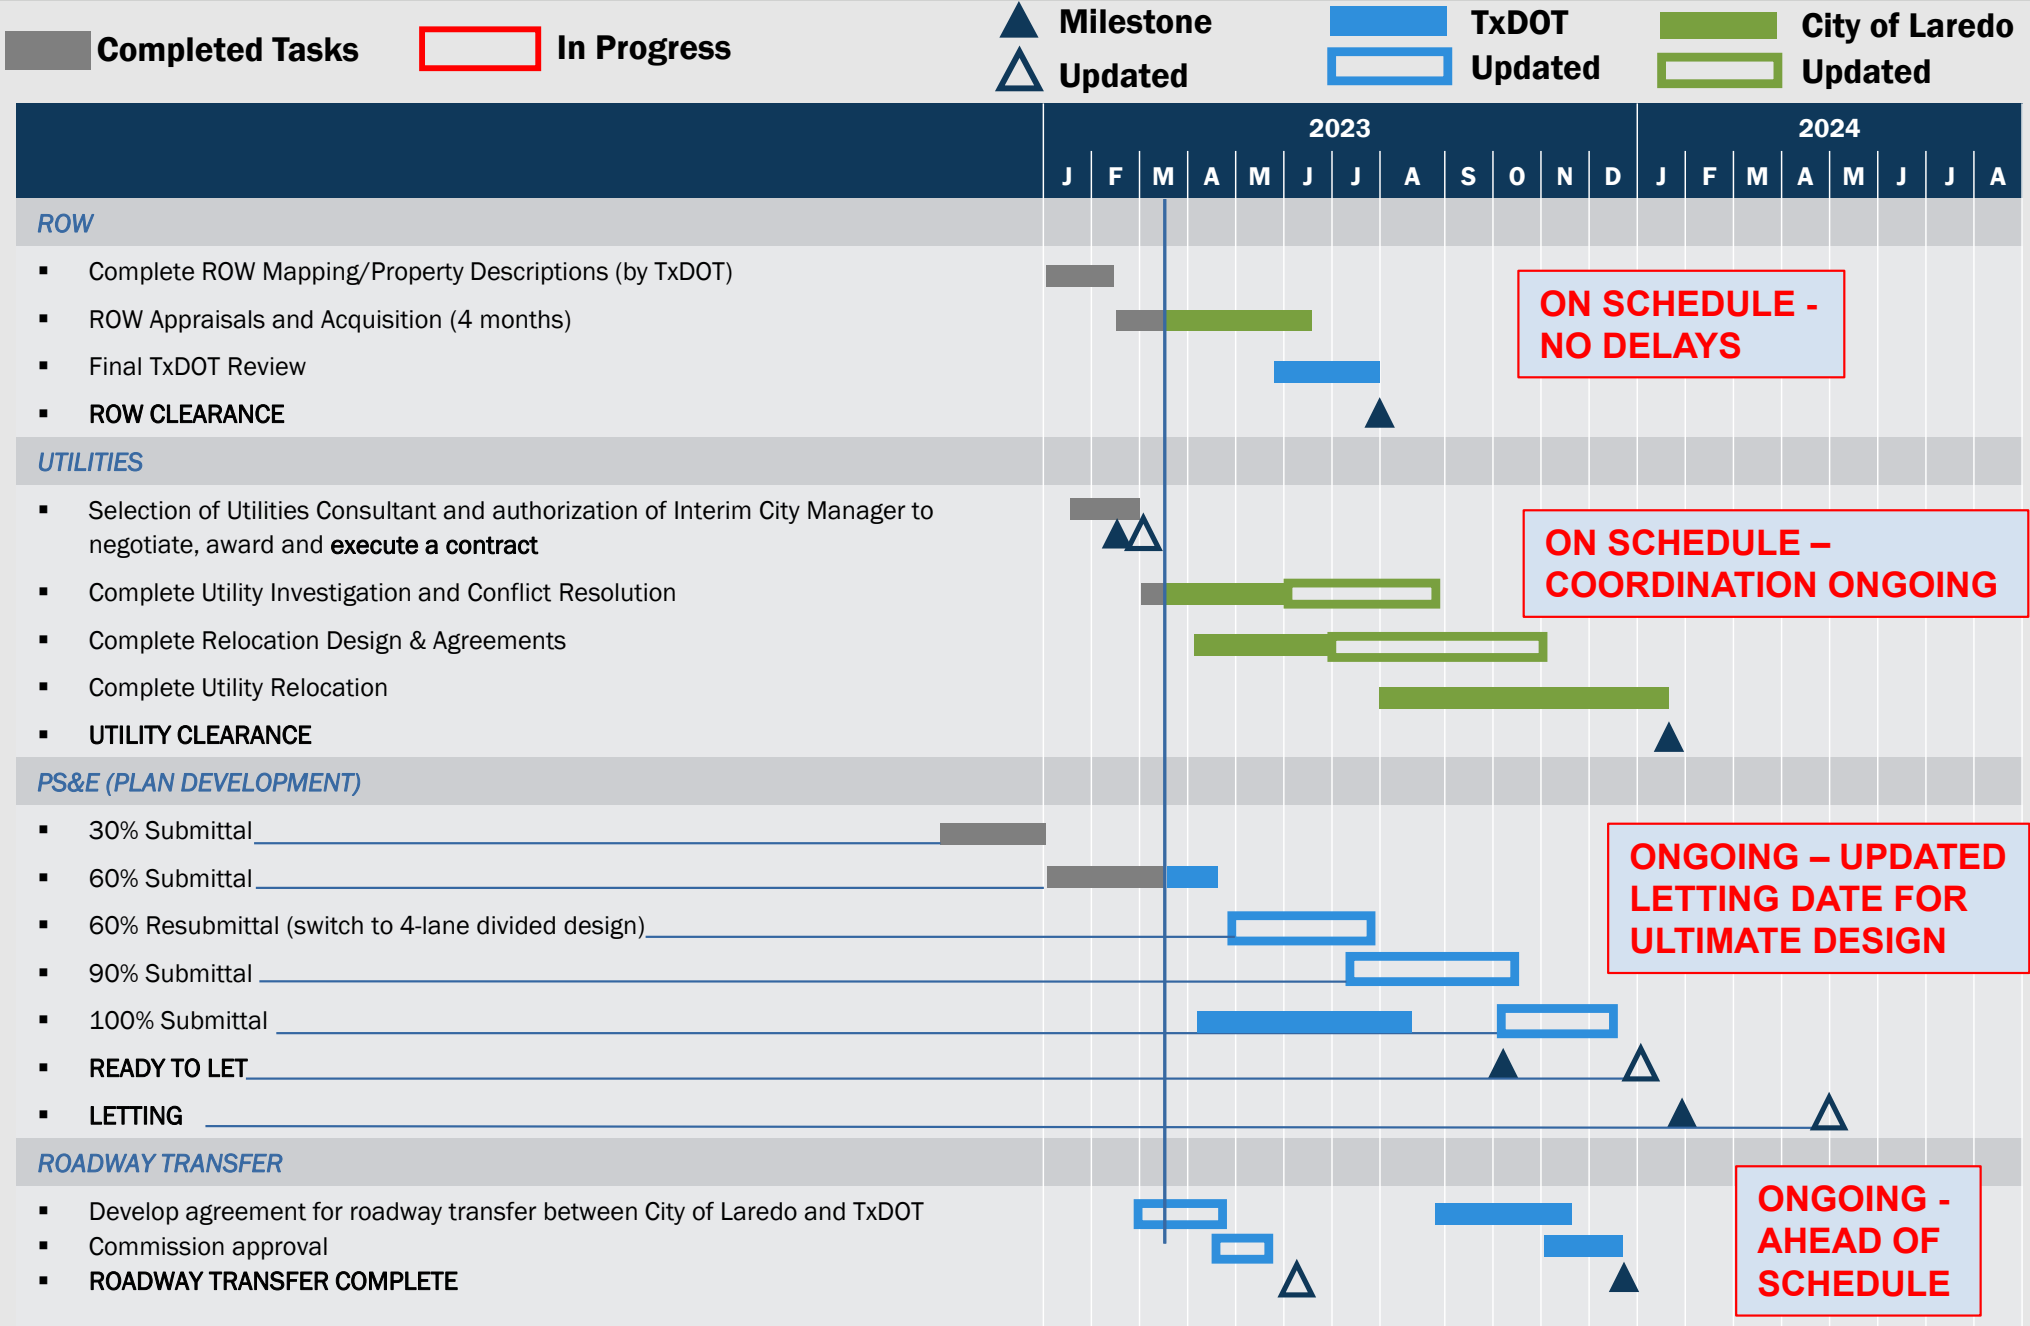 Completed Tasks
In Progress
Milestone
Updated
TxDOT
Updated
City of Laredo
Updated
2023
2024
J F M A M J J A S O N D J F M A M J J A
ROW
▪ Complete ROW Mapping/Property Descriptions (by TxDOT)
▪ ROW Appraisals and Acquisition (4 months)
▪ Final TxDOT Review
▪ ROW CLEARANCE
ON SCHEDULE -
NO DELAYS
UTILITIES
▪ Selection of Utilities Consultant and authorization of Interim City Manager to
negotiate, award and execute a contract
▪ Complete Utility Investigation and Conflict Resolution
▪ Complete Relocation Design & Agreements
▪ Complete Utility Relocation
▪ UTILITY CLEARANCE
ON SCHEDULE –
COORDINATION ONGOING
PS&E (PLAN DEVELOPMENT)
▪ 30% Submittal
▪ 60% Submittal
▪ 60% Resubmittal (switch to 4-lane divided design)
▪ 90% Submittal
▪ 100% Submittal
▪ READY TO LET
▪ LETTING
ONGOING – UPDATED
LETTING DATE FOR
ULTIMATE DESIGN
ROADWAY TRANSFER
▪ Develop agreement for roadway transfer between City of Laredo and TxDOT
▪ Commission approval
▪ ROADWAY TRANSFER COMPLETE
ONGOING -
AHEAD OF
SCHEDULE